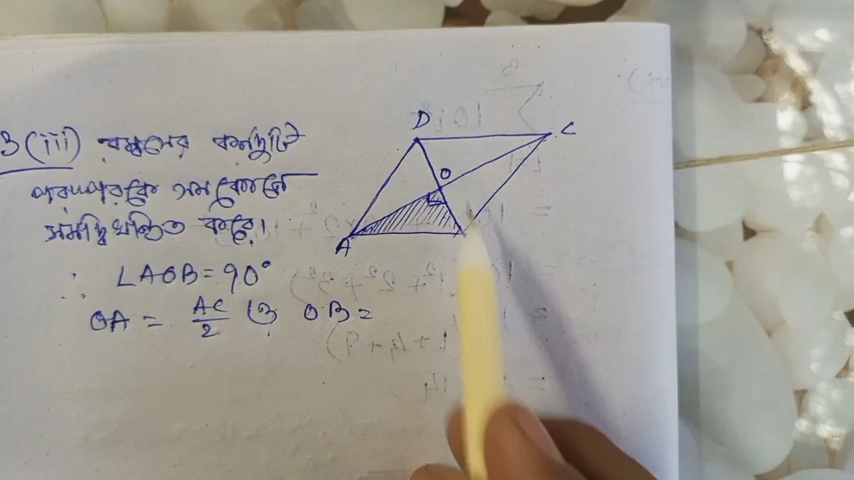 3(iii) রম্বসের কর্ণদুটি
পরস্পরকে সমকোণে
সমদ্বিখণ্ডিত করে।
∴ ∠AOB = 90°
OA = AC/2 ও OB =
D
C
O
A